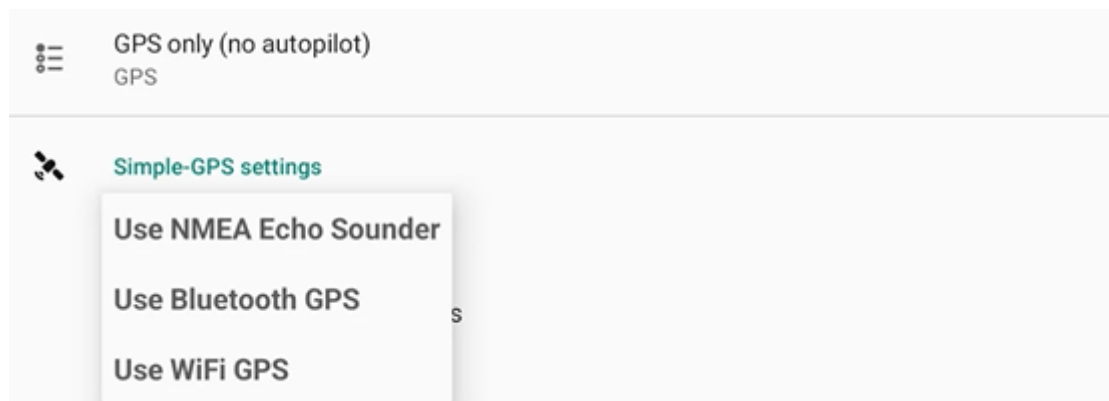 GPS only (no autopilot)
GPS
Simple-GPS settings
Use NMEA Echo Sounder
Use Bluetooth GPS
s
Use WiFi GPS